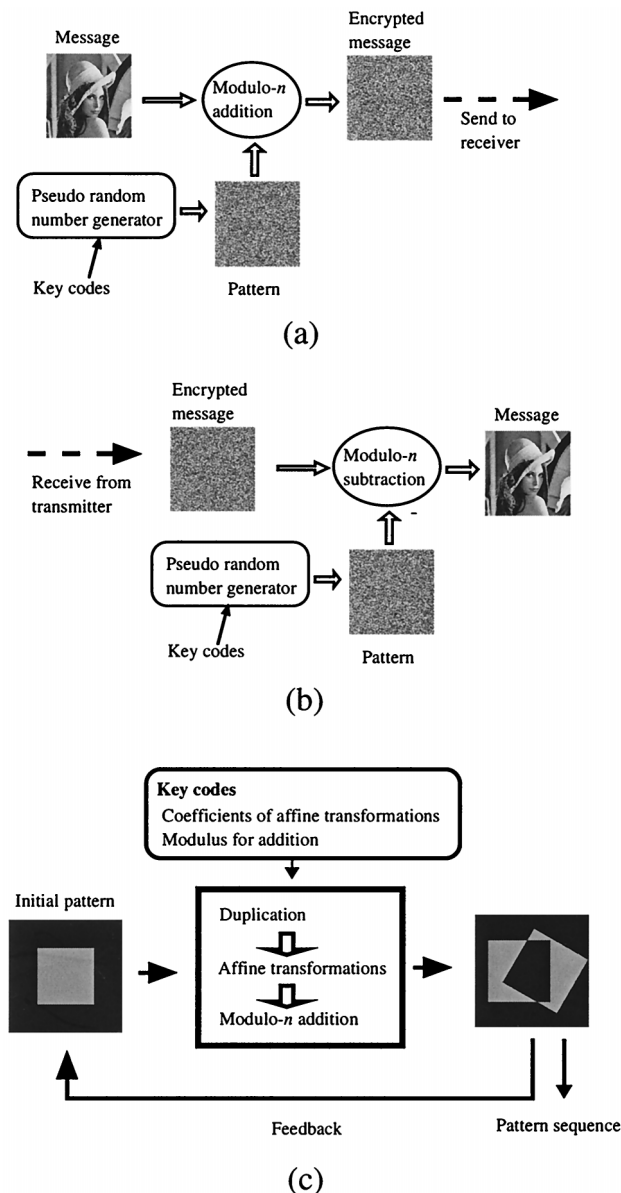 Message
Modulo-n
addition
Encrypted
message
Send to
receiver
Pseudo random
number generator
Key codes
Pattern
(a)
Encrypted
message
Message
Receive from
transmitter
Modulo-n
subtraction
Pseudo random
number generator
Key codes
Pattern
(b)
Key codes
Coefficients of affine transformations
Modulus for addition
Initial pattern
Duplication
Affine transformations
Modulo-n addition
Feedback
Pattern sequence
(c)